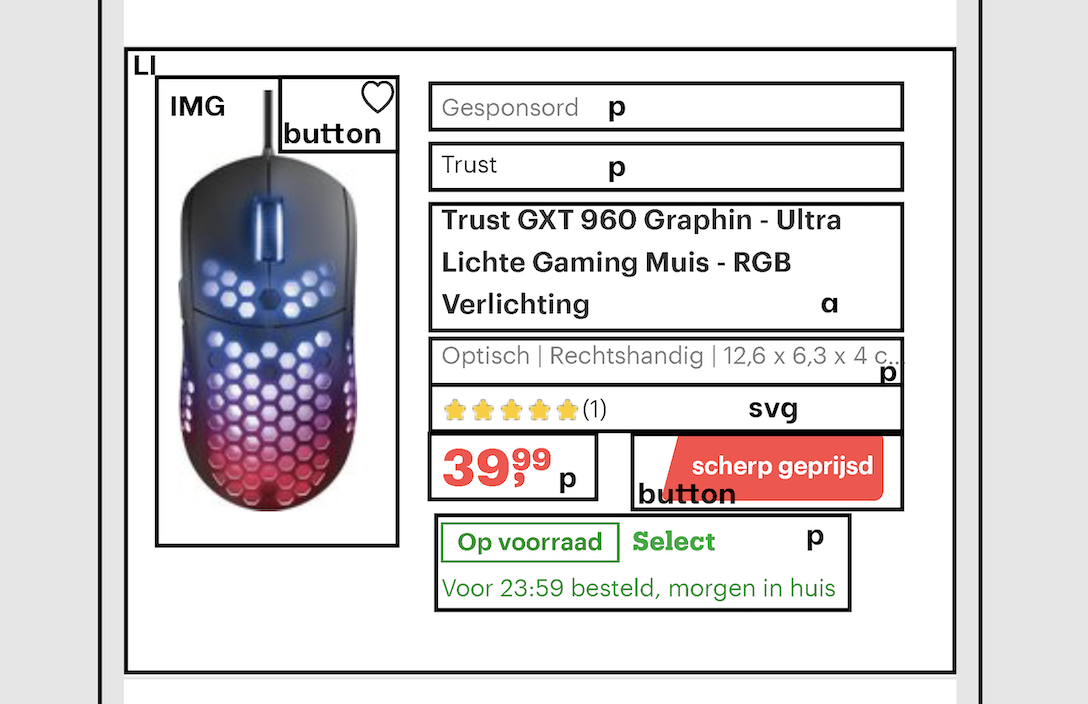 LI
IMG
button
Gesponsord p
Trust p
Trust GXT 960 Graphin - Ultra
Lichte Gaming Muis - RGB
Verlichting a
Optisch | Rechtshandig | 12,6 x 6,3 x 4 c...
p
(1) svg
39,99 p
scherp geprijsd
button
Op voorraad Select p
Voor 23:59 besteld, morgen in huis